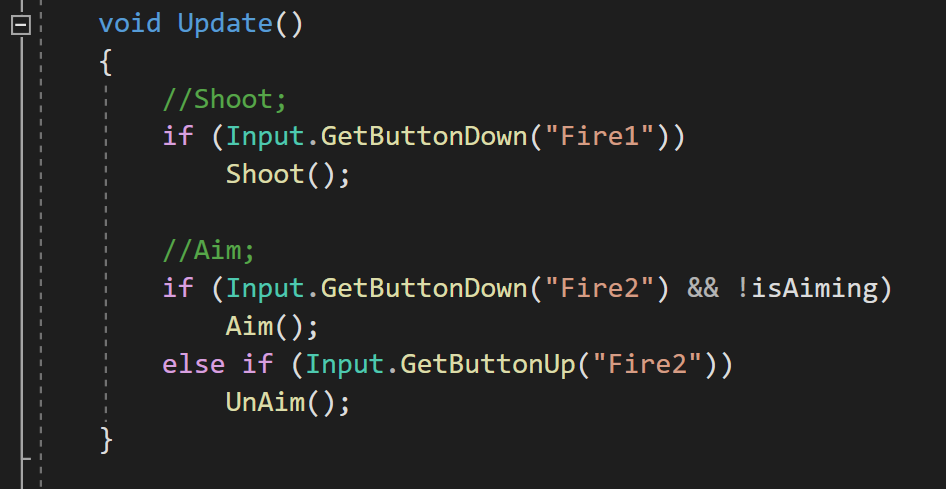 void Update()
{
//Shoot;
if (Input.GetButtonDown("Fire1"))
Shoot();
//Aim;
if (Input.GetButtonDown("Fire2") && !isAiming)
Aim();
else if (Input.GetButtonUp("Fire2"))
UnAim();
}